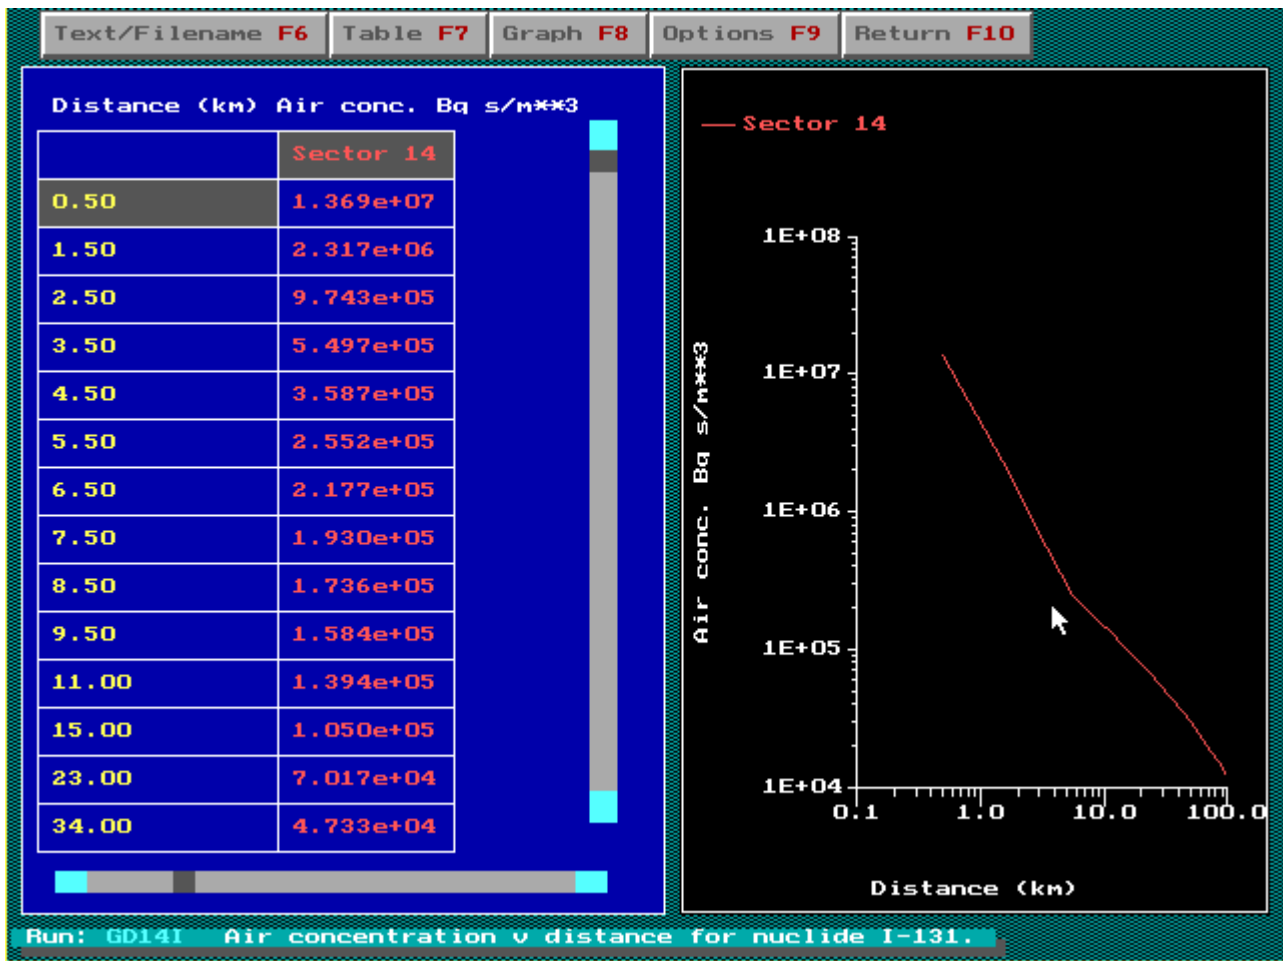 Text/Filename F6 Table F7 Graph F8 Options F9 Return F10
Distance (km) Air conc. Bq s/m**3
Sector 14
0.50 1.369e+07
1.50 2.317e+06
2.50 9.743e+05
3.50 5.497e+05
4.50 3.587e+05
5.50 2.552e+05
6.50 2.177e+05
7.50 1.930e+05
8.50 1.736e+05
9.50 1.584e+05
11.00 1.394e+05
15.00 1.050e+05
23.00 7.017e+04
34.00 4.733e+04
Sector 14
1E+08
1E+07
1E+06
1E+05
1E+04
Air conc. Bq s/m**3
0.1 1.0 10.0 100.0
Distance (km)
Run: GD14I Air concentration v distance for nuclide I-131.